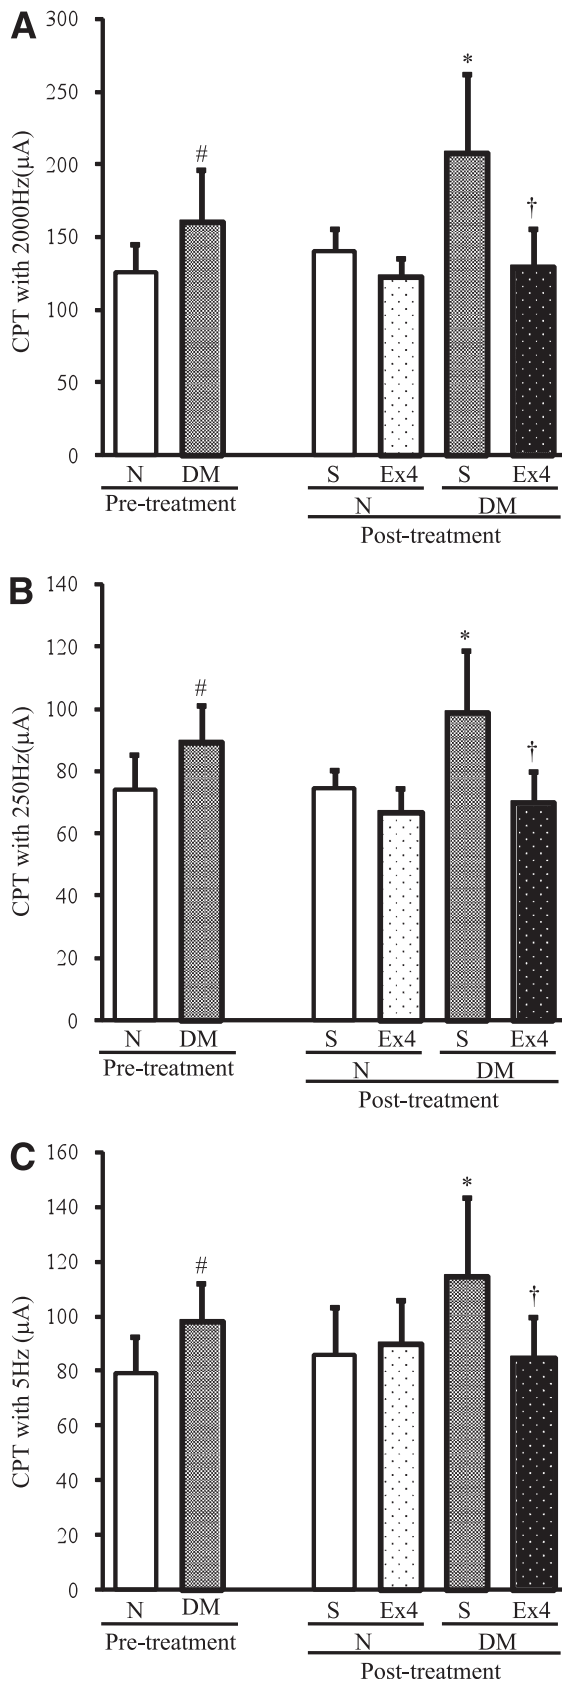 A
CPT with 2000Hz(μA)
300
250
200
150
100
50
0
#
*
†
N DM S Ex4 S Ex4
Pre-treatment N DM
Post-treatment
B
CPT with 250Hz(μA)
140
120
100
80
60
40
20
0
#
*
†
N DM S Ex4 S Ex4
Pre-treatment N DM
Post-treatment
C
CPT with 5Hz (μA)
160
140
120
100
80
60
40
20
0
#
*
†
N DM S Ex4 S Ex4
Pre-treatment N DM
Post-treatment